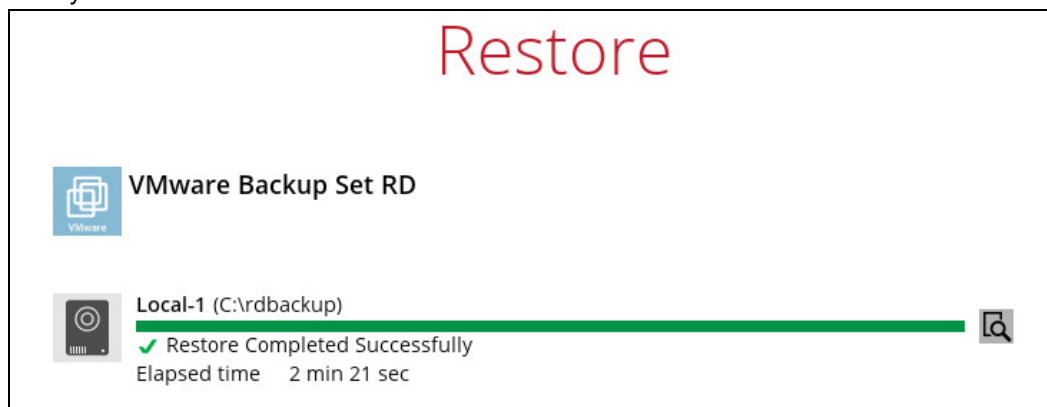 Restore
VMware Backup Set RD
VMware
Local-1 (C:\rdbackup)
Restore Completed Successfully
Elapsed time 2 min 21 sec